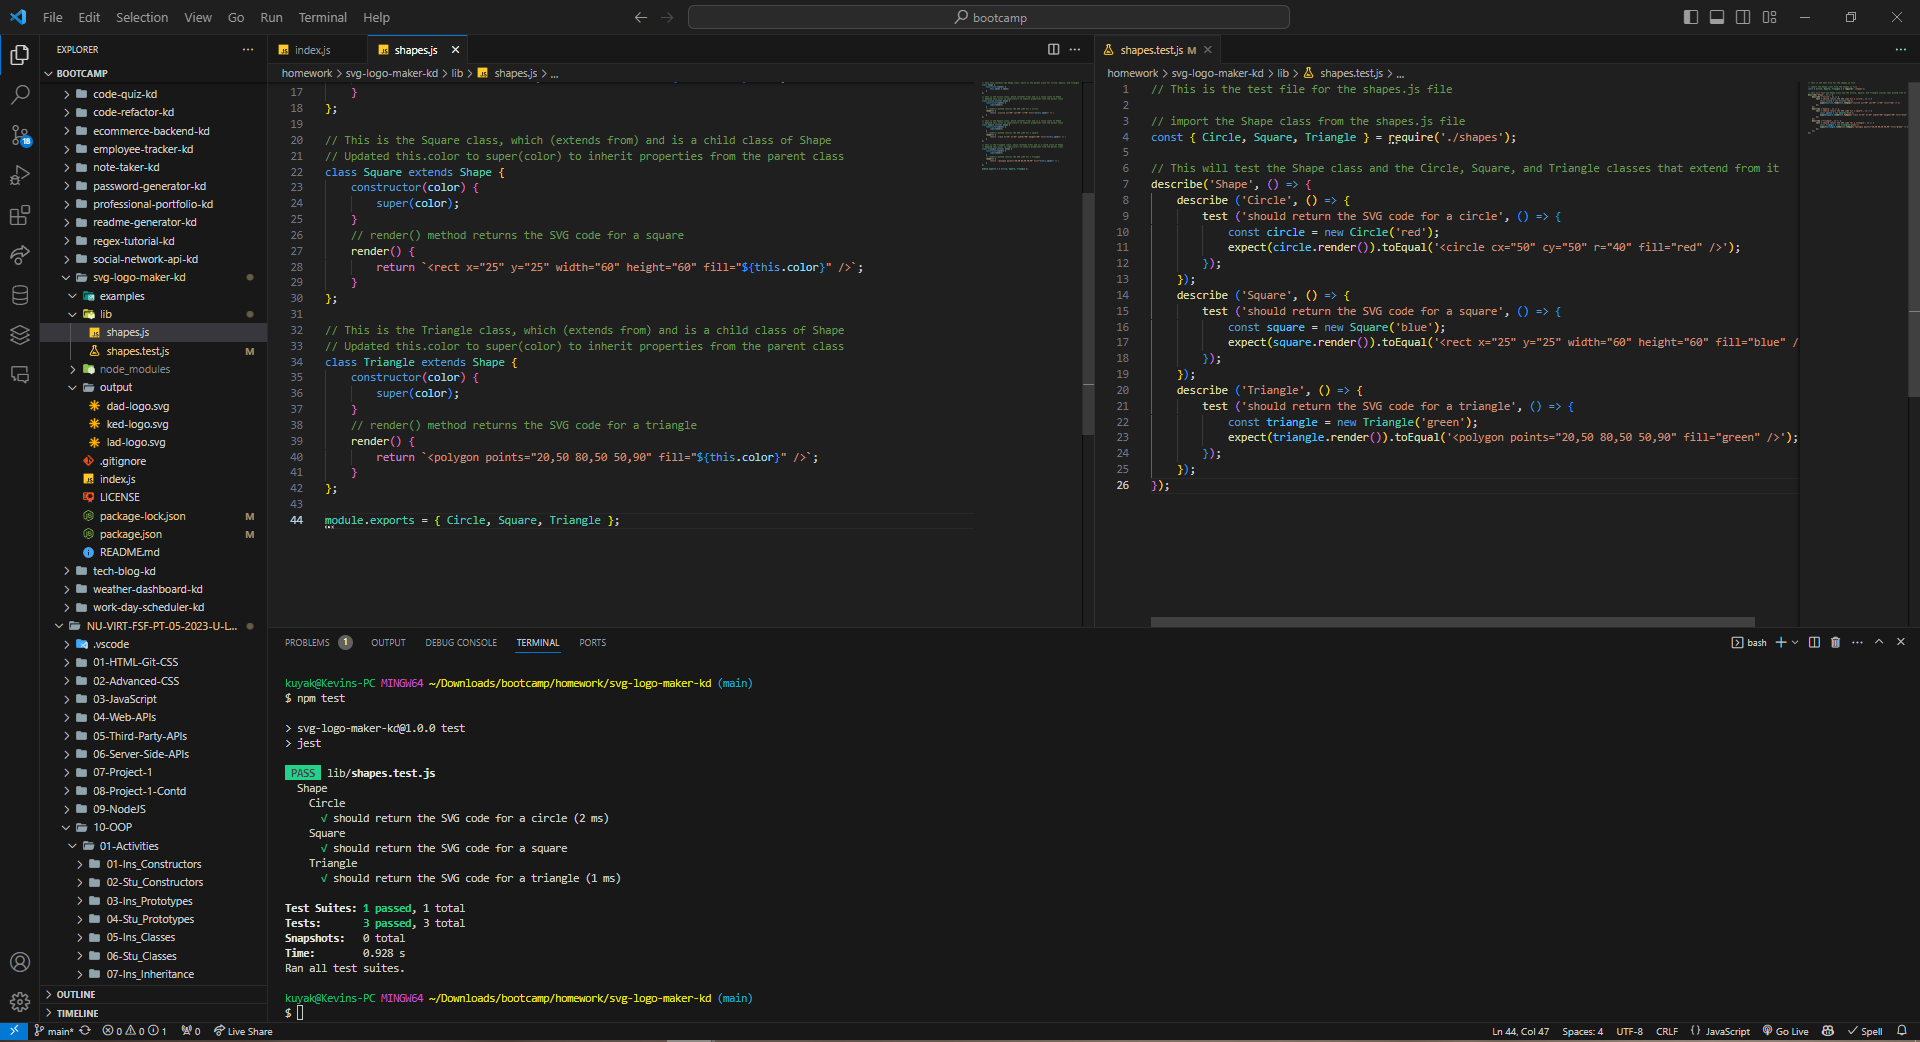 File Edit Selection View Go Run Terminal Help
bootcamp
EXPLORER
BOOTCAMP
code-quiz-kd
code-refactor-kd
ecommerce-backend-kd
employee-tracker-kd
note-taker-kd
password-generator-kd
professional-portfolio-kd
readme-generator-kd
regex-tutorial-kd
social-network-api-kd
svg-logo-maker-kd
examples
lib
shapes.js
shapes.test.js M
node_modules
output
dad-logo.svg
ked-logo.svg
lad-logo.svg
.gitignore
index.js
LICENSE
package-lock.json M
package.json M
README.md
tech-blog-kd
weather-dashboard-kd
work-day-scheduler-kd
NU-VIRT-FSF-PT-05-2023-U-L...
.vscode
01-HTML-Git-CSS
02-Advanced-CSS
03-JavaScript
04-Web-APIs
05-Third-Party-APIs
06-Server-Side-APIs
07-Project-1
08-Project-1-Contd
09-NodeJS
10-OOP
01-Activities
01-Ins_Constructors
02-Stu_Constructors
03-Ins_Prototypes
04-Stu_Prototypes
05-Ins_Classes
06-Stu_Classes
07-Ins_Inheritance
OUTLINE
TIMELINE
18
index.js
shapes.js
homework > svg-logo-maker-kd > lib > shapes.js > ...
17 }
18 };
19
20 // This is the Square class, which (extends from) and is a child class of Shape
21 // Updated this.color to super(color) to inherit properties from the parent class
22 class Square extends Shape {
23 constructor(color) {
24 super(color);
25 }
26 // render() method returns the SVG code for a square
27 render() {
28 return `<rect x="25" y="25" width="60" height="60" fill="${this.color}" />`;
29 }
30 };
31
32 // This is the Triangle class, which (extends from) and is a child class of Shape
33 // Updated this.color to super(color) to inherit properties from the parent class
34 class Triangle extends Shape {
35 constructor(color) {
36 super(color);
37 }
38 // render() method returns the SVG code for a triangle
39 render() {
40 return `<polygon points="20,50 80,50 50,90" fill="${this.color}" />`;
41 }
42 };
43
44 module.exports = { Circle, Square, Triangle };
shapes.test.js M
homework > svg-logo-maker-kd > lib > shapes.test.js > ...
1 // This is the test file for the shapes.js file
2
3 // import the Shape class from the shapes.js file
4 const { Circle, Square, Triangle } = require('./shapes');
5
6 // This will test the Shape class and the Circle, Square, and Triangle classes that extend from it
7 describe('Shape', () => {
8 describe ('Circle', () => {
9 test ('should return the SVG code for a circle', () => {
10 const circle = new Circle('red');
11 expect(circle.render()).toEqual('<circle cx="50" cy="50" r="40" fill="red" />');
12 });
13 });
14 describe ('Square', () => {
15 test ('should return the SVG code for a square', () => {
16 const square = new Square('blue');
17 expect(square.render()).toEqual('<rect x="25" y="25" width="60" height="60" fill="blue" /
18 });
19 });
20 describe ('Triangle', () => {
21 test ('should return the SVG code for a triangle', () => {
22 const triangle = new Triangle('green');
23 expect(triangle.render()).toEqual('<polygon points="20,50 80,50 50,90" fill="green" />');
24 });
25 });
26 });
PROBLEMS 1 OUTPUT DEBUG CONSOLE TERMINAL PORTS
bash
kuyak@Kevins-PC MINGW64 ~/Downloads/bootcamp/homework/svg-logo-maker-kd (main)
$ npm test
> svg-logo-maker-kd@1.0.0 test
> jest
PASS lib/shapes.test.js
Shape
Circle
√ should return the SVG code for a circle (2 ms)
Square
√ should return the SVG code for a square
Triangle
√ should return the SVG code for a triangle (1 ms)
Test Suites: 1 passed, 1 total
Tests: 3 passed, 3 total
Snapshots: 0 total
Time: 0.928 s
Ran all test suites.
kuyak@Kevins-PC MINGW64 ~/Downloads/bootcamp/homework/svg-logo-maker-kd (main)
$
main* 0 0 1 0 Live Share
Ln 44, Col 47 Spaces: 4 UTF-8 CRLF {} JavaScript Go Live Spell